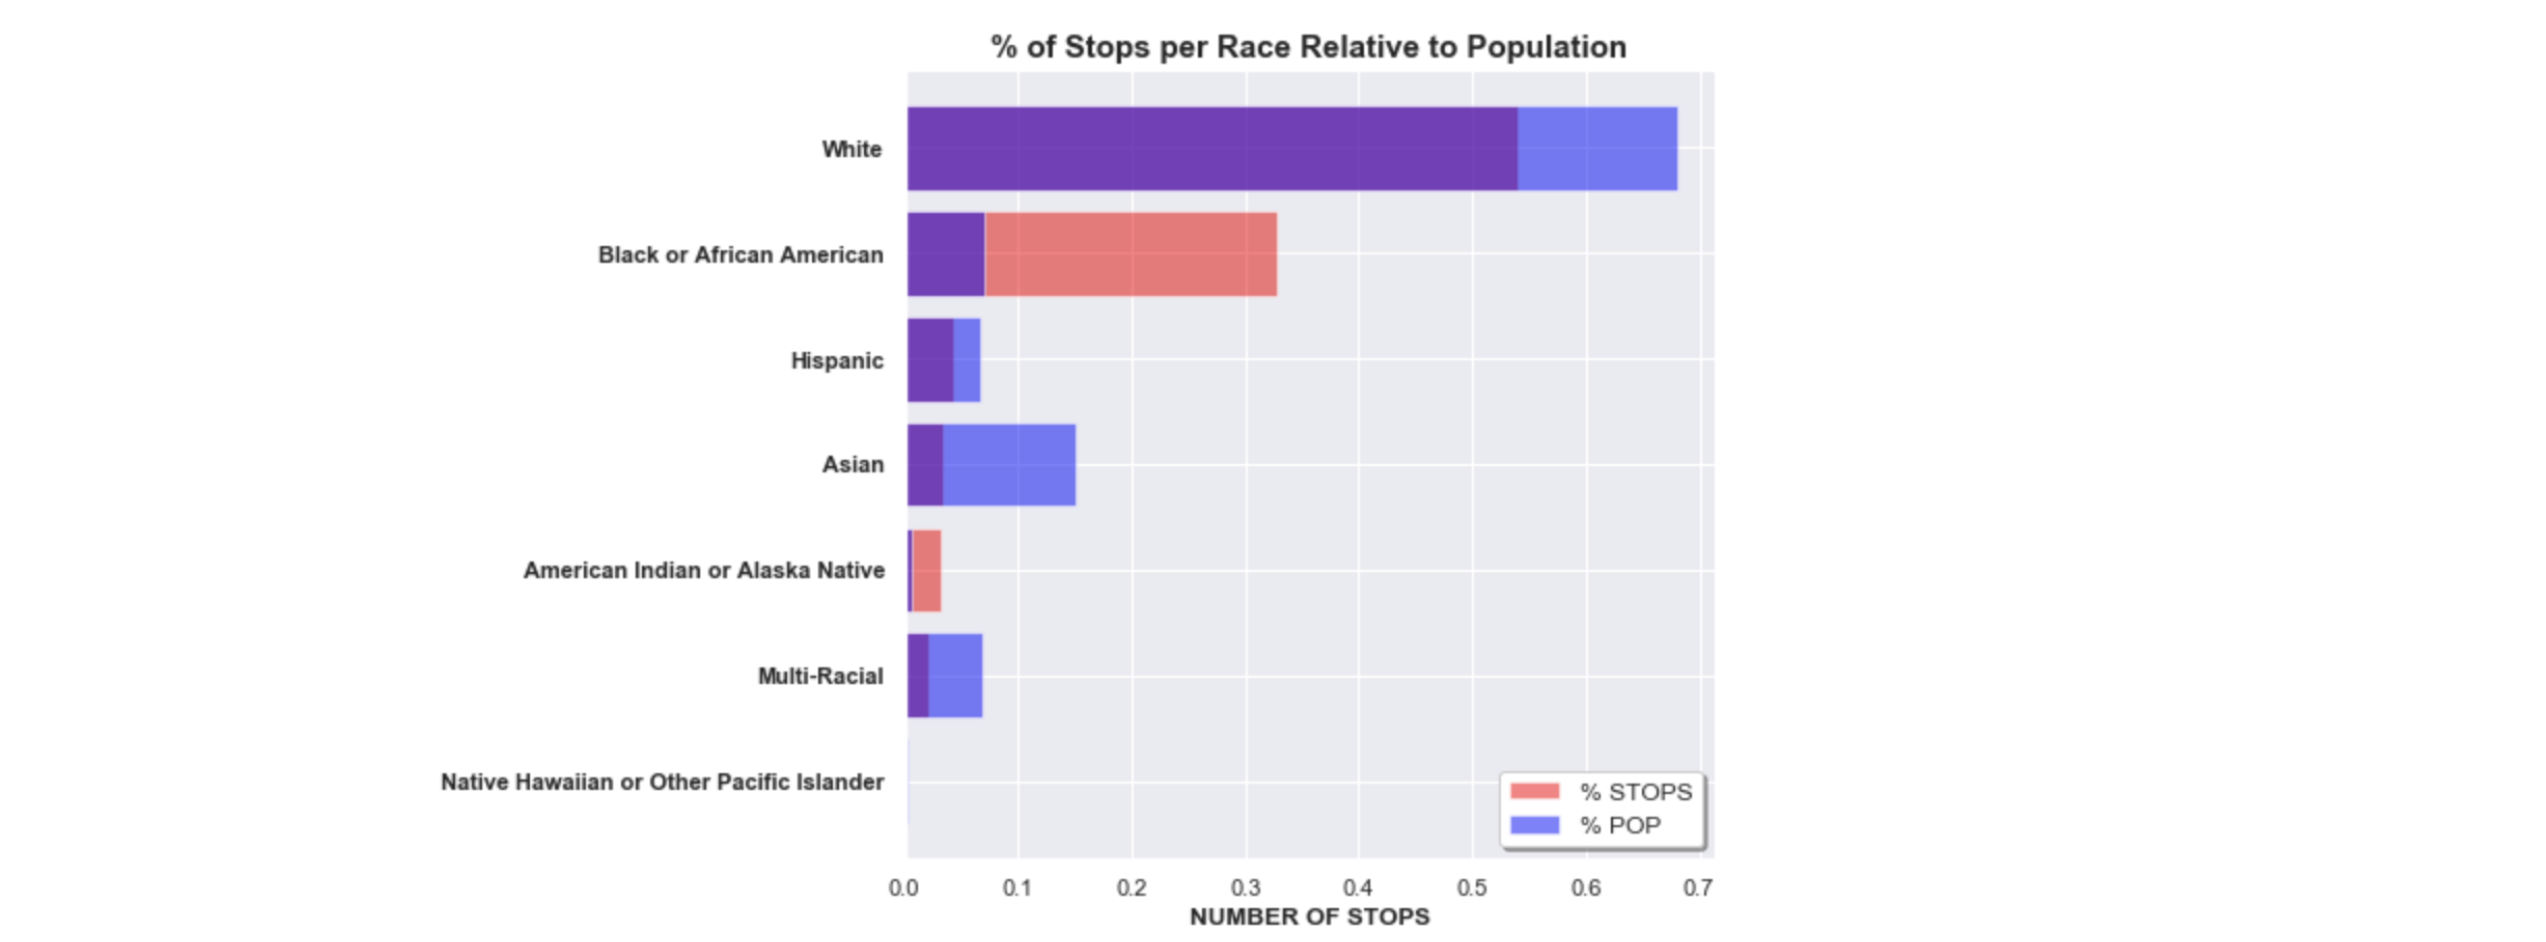 % of Stops per Race Relative to Population
White
Black or African American
Hispanic
Asian
American Indian or Alaska Native
Multi-Racial
Native Hawaiian or Other Pacific Islander
% STOPS
% POP
0.0 0.1 0.2 0.3 0.4 0.5 0.6 0.7
NUMBER OF STOPS